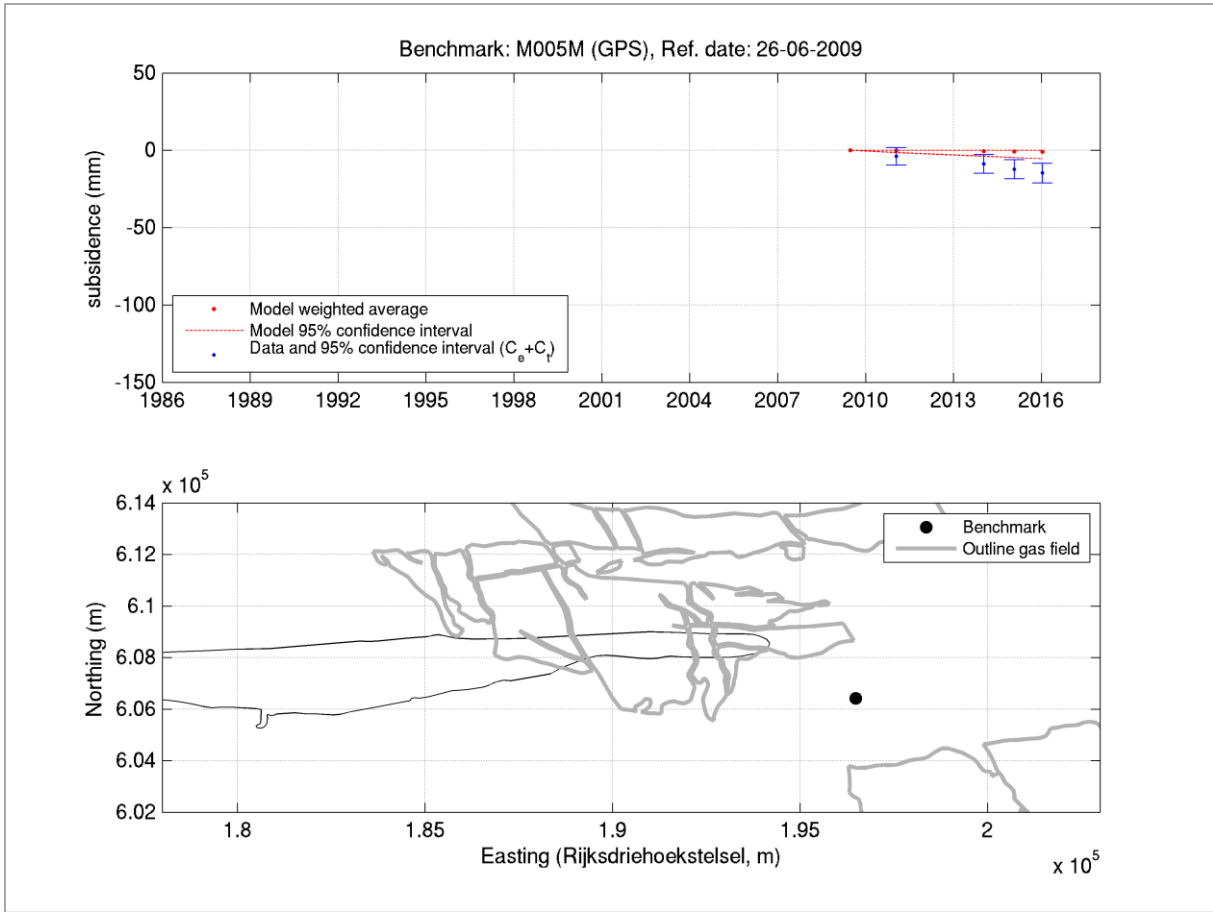 Benchmark: M005M (GPS), Ref. date: 26-06-2009
50
0
-50
-100
-150
subsidence (mm)
Model weighted average
Model 95% confidence interval
Data and 95% confidence interval (C_e+C_t)
1986 1989 1992 1995 1998 2001 2004 2007 2010 2013 2016
x 10^5
6.14
6.12
6.1
6.08
6.06
6.04
6.02
Northing (m)
Benchmark
Outline gas field
1.8 1.85 1.9 1.95 2
Easting (Rijksdriehoekstelsel, m)
x 10^5